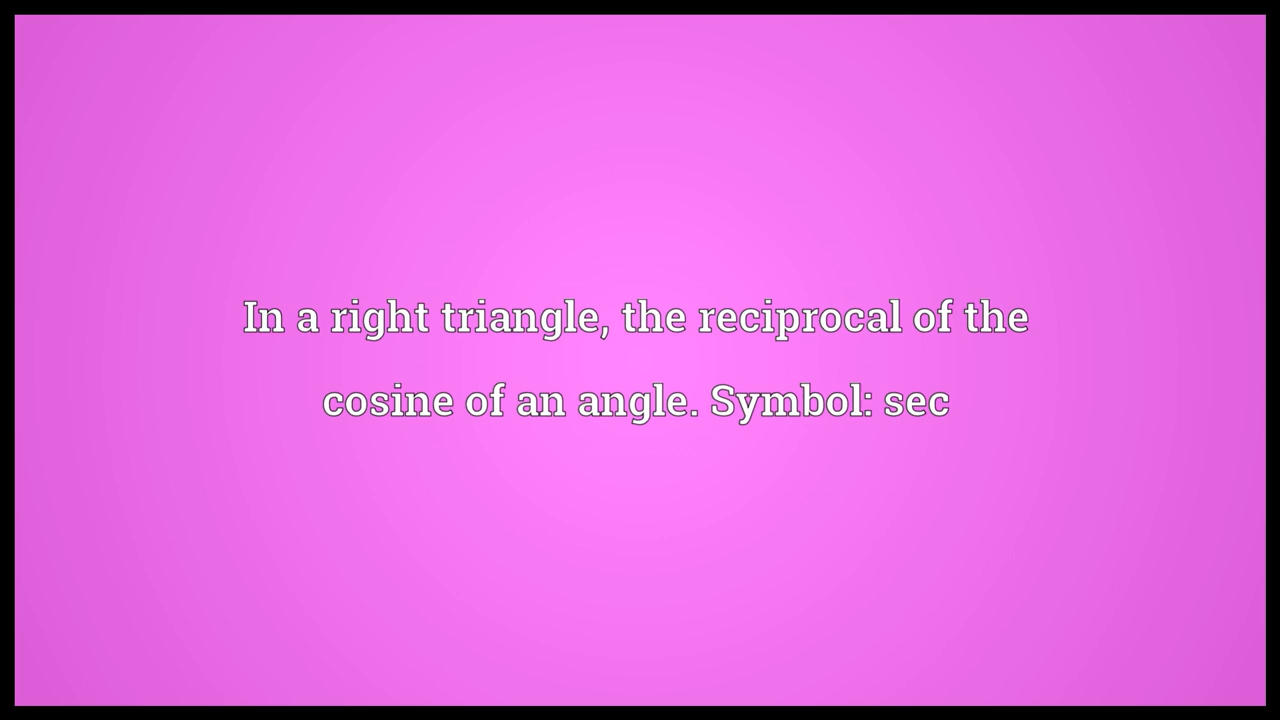 In a right triangle, the reciprocal of the
cosine of an angle. Symbol: sec